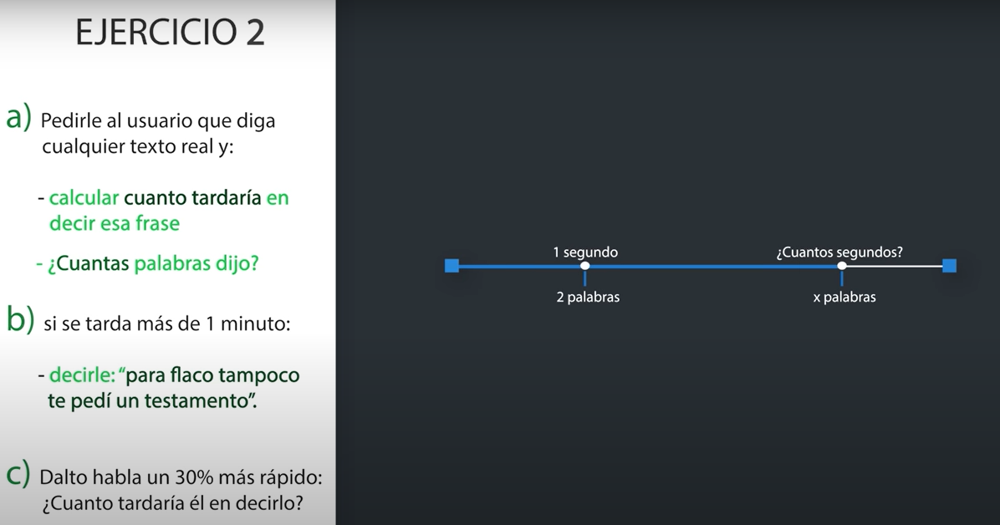 EJERCICIO 2
a) Pedirle al usuario que diga
cualquier texto real y:
- calcular cuanto tardaría en
decir esa frase
- ¿Cuantas palabras dijo?
b) si se tarda más de 1 minuto:
- decirle: “para flaco tampoco
te pedí un testamento”.
c) Dalto habla un 30% más rápido:
¿Cuanto tardaría él en decirlo?
1 segundo
¿Cuantos segundos?
2 palabras
x palabras